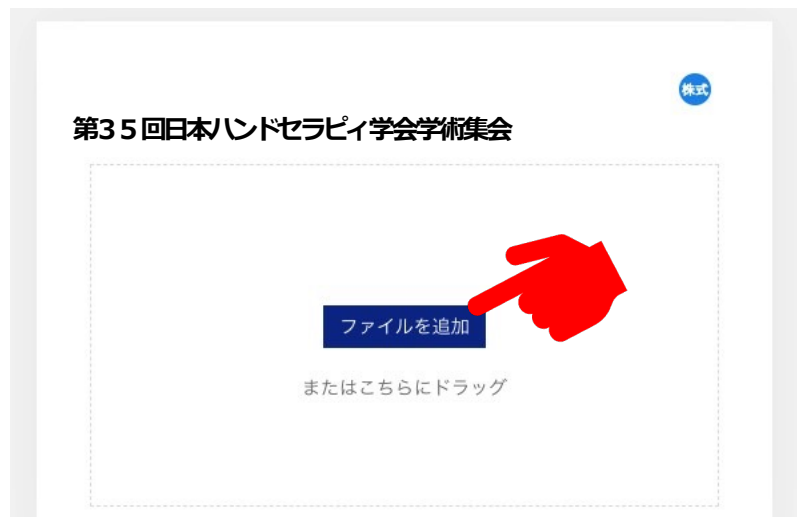 株式
第35回日本ハンドセラピィ学会学術集会
ファイルを追加
またはこちらにドラッグ